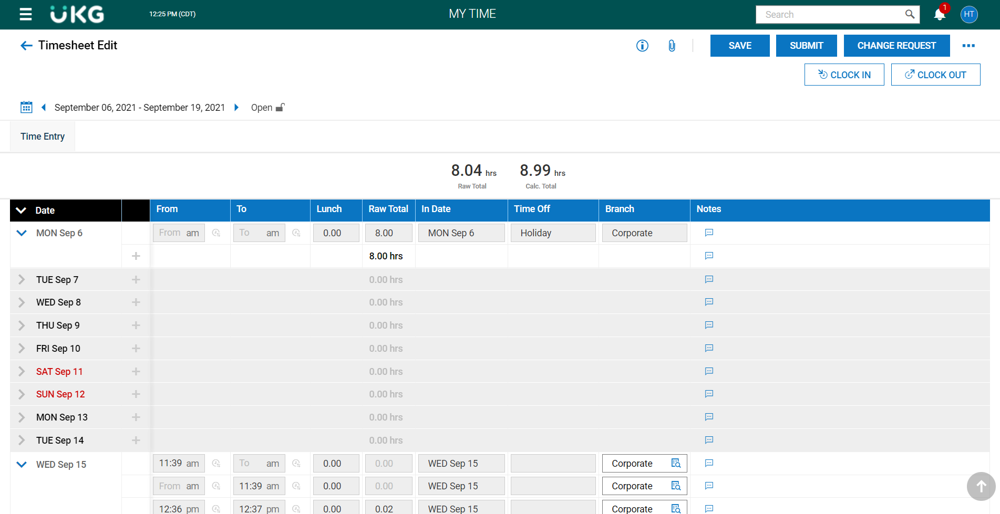 UKG 12:25 PM (CDT) MY TIME Search 1 HT
Timesheet Edit SAVE SUBMIT CHANGE REQUEST
CLOCK IN CLOCK OUT
September 06, 2021 - September 19, 2021 Open
Time Entry
8.04 hrs 8.99 hrs
Raw Total Calc. Total
Date From To Lunch Raw Total In Date Time Off Branch Notes
MON Sep 6 From am To am 0.00 8.00 MON Sep 6 Holiday Corporate
8.00 hrs
TUE Sep 7 0.00 hrs
WED Sep 8 0.00 hrs
THU Sep 9 0.00 hrs
FRI Sep 10 0.00 hrs
SAT Sep 11 0.00 hrs
SUN Sep 12 0.00 hrs
MON Sep 13 0.00 hrs
TUE Sep 14 0.00 hrs
WED Sep 15 11:39 am To am 0.00 0.00 WED Sep 15 Corporate
From am 11:39 am 0.00 0.00 WED Sep 15 Corporate
12:36 pm 12:37 pm 0.00 0.02 WED Sep 15 Corporate